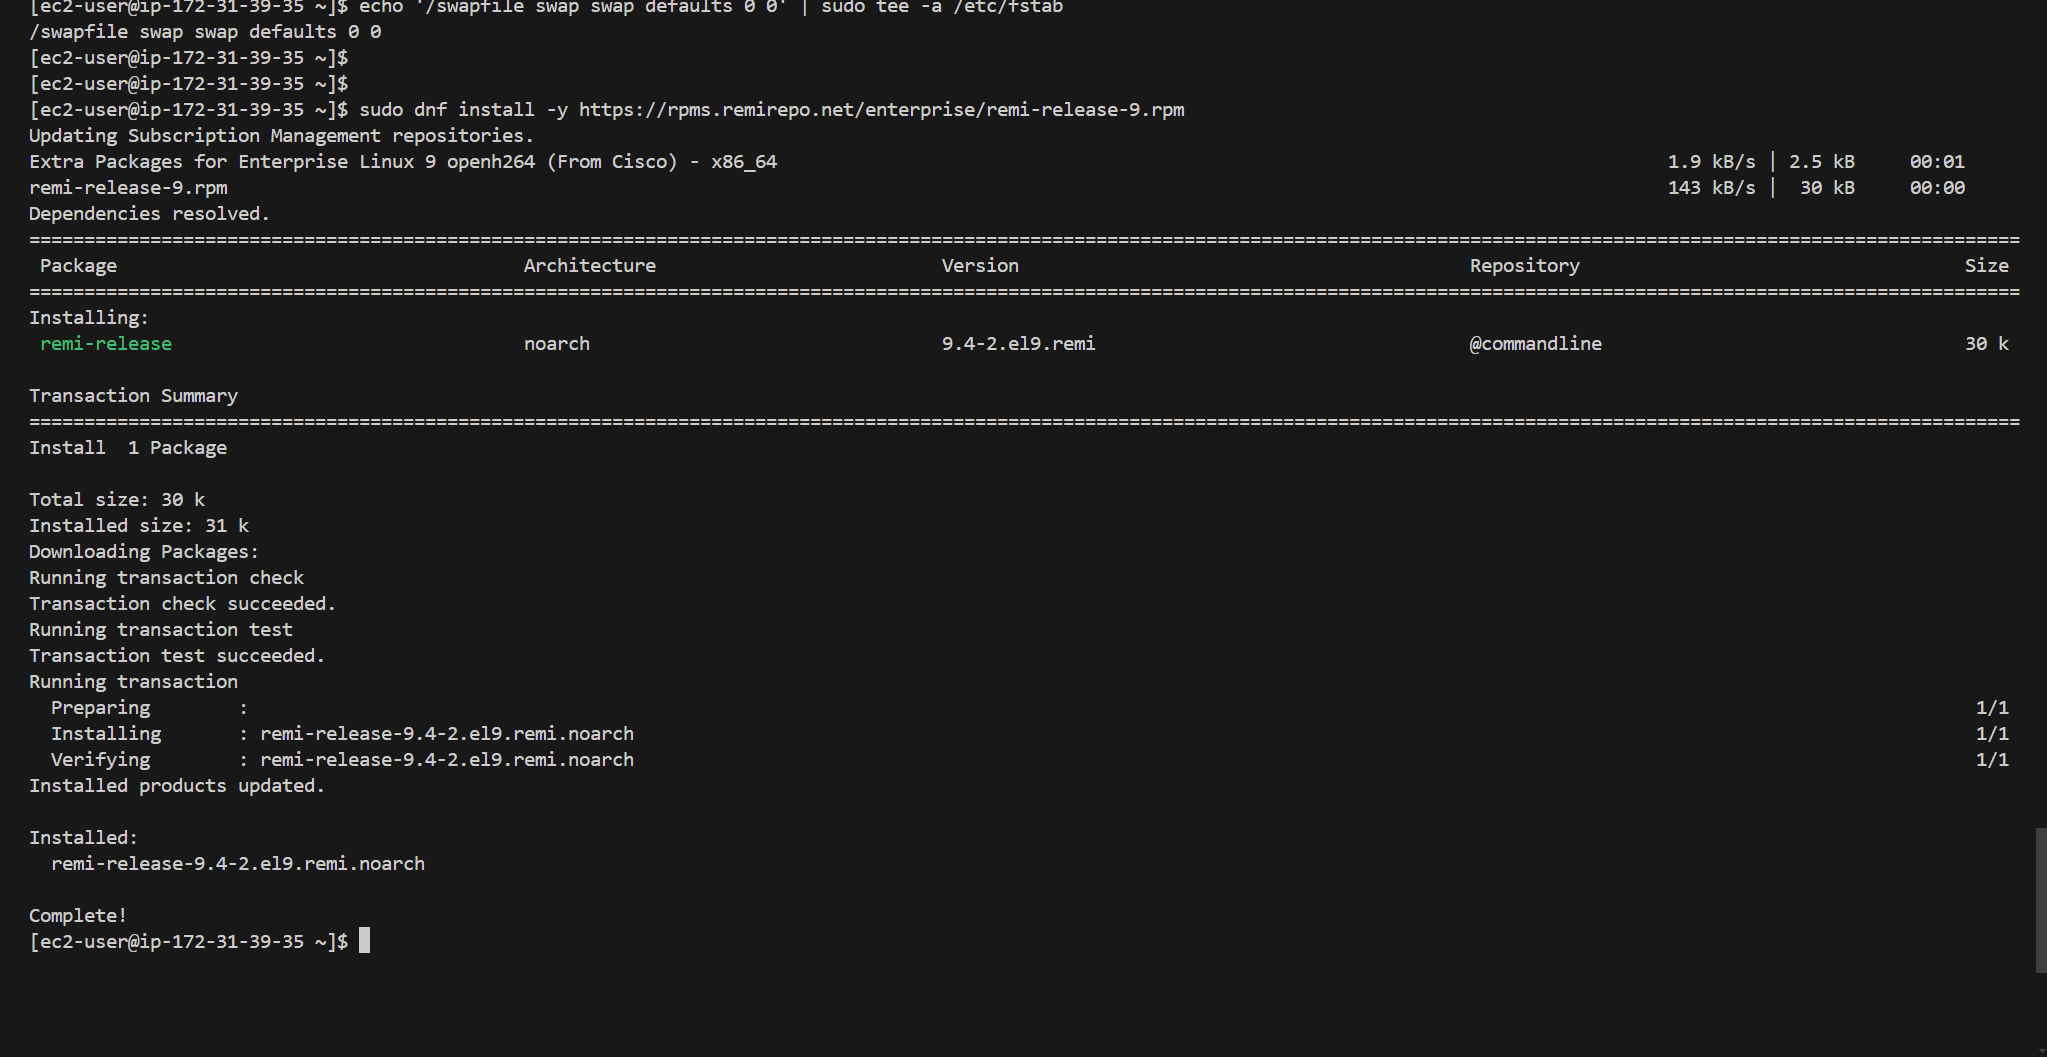 [ec2-user@ip-172-31-39-35 ~]$ echo '/swapfile swap swap defaults 0 0' | sudo tee -a /etc/fstab
/swapfile swap swap defaults 0 0
[ec2-user@ip-172-31-39-35 ~]$
[ec2-user@ip-172-31-39-35 ~]$
[ec2-user@ip-172-31-39-35 ~]$ sudo dnf install -y https://rpms.remirepo.net/enterprise/remi-release-9.rpm
Updating Subscription Management repositories.
Extra Packages for Enterprise Linux 9 openh264 (From Cisco) - x86_64 1.9 kB/s | 2.5 kB 00:01
remi-release-9.rpm 143 kB/s | 30 kB 00:00
Dependencies resolved.
================================================================================
Package Architecture Version Repository Size
================================================================================
Installing:
remi-release noarch 9.4-2.el9.remi @commandline 30 k
Transaction Summary
================================================================================
Install 1 Package
Total size: 30 k
Installed size: 31 k
Downloading Packages:
Running transaction check
Transaction check succeeded.
Running transaction test
Transaction test succeeded.
Running transaction
Preparing : 1/1
Installing : remi-release-9.4-2.el9.remi.noarch 1/1
Verifying : remi-release-9.4-2.el9.remi.noarch 1/1
Installed products updated.
Installed:
remi-release-9.4-2.el9.remi.noarch
Complete!
[ec2-user@ip-172-31-39-35 ~]$